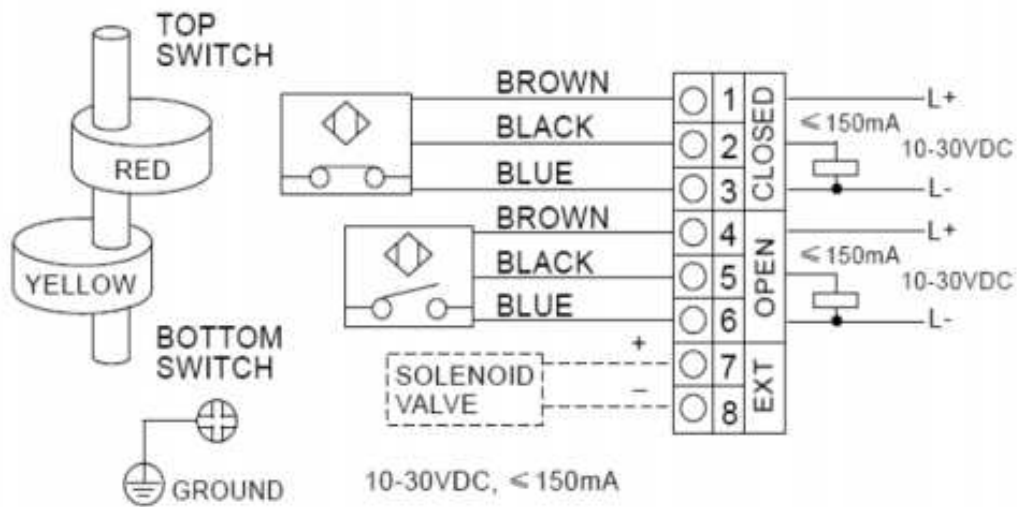 TOP
SWITCH
RED
YELLOW
BOTTOM
SWITCH
GROUND
BROWN
BLACK
BLUE
BROWN
BLACK
BLUE
+
SOLENOID
VALVE
−
1
2
3
4
5
6
7
8
CLOSED
OPEN
EXT
L+
≤150mA
10-30VDC
L-
L+
≤150mA
10-30VDC
L-
10-30VDC, ≤150mA